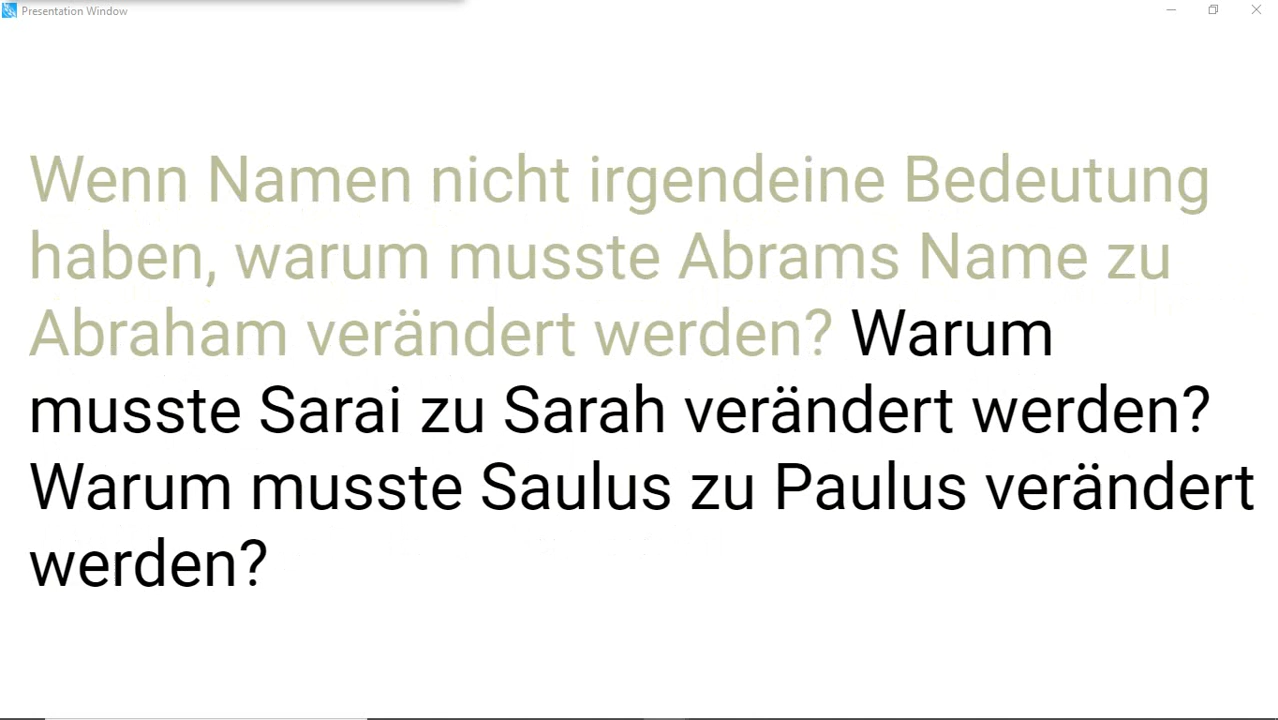 Presentation Window
Wenn Namen nicht irgendeine Bedeutung
haben, warum musste Abrams Name zu
Abraham verändert werden? Warum
musste Sarai zu Sarah verändert werden?
Warum musste Saulus zu Paulus verändert
werden?